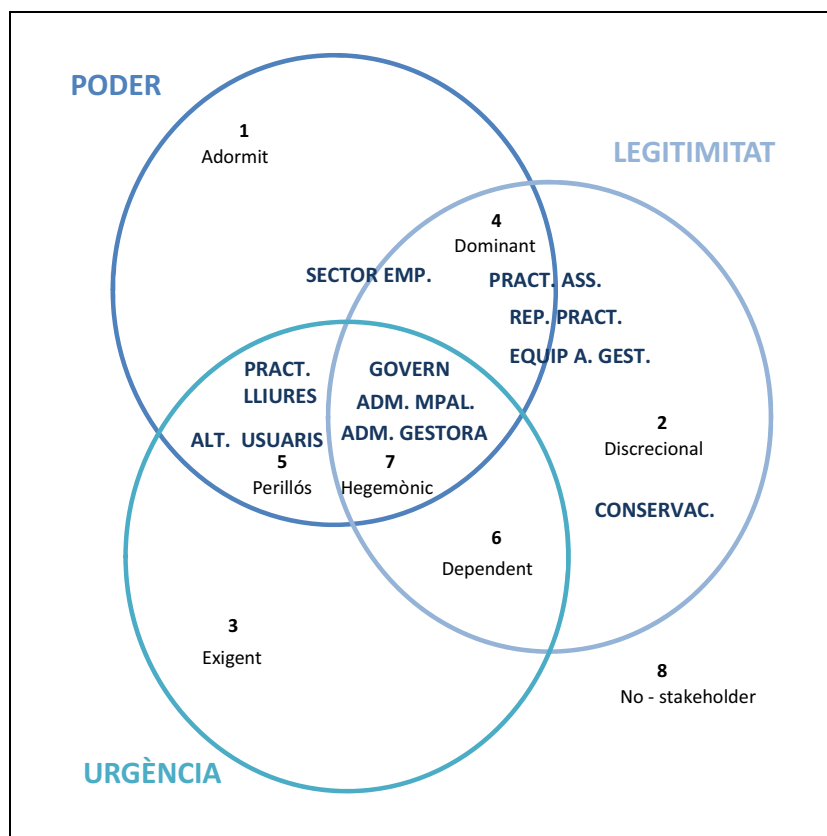 PODER
1
Adormit
LEGITIMITAT
4
Dominant
SECTOR EMP.
PRACT. ASS.
REP. PRACT.
EQUIP A. GEST.
PRACT.
LLIURES
GOVERN
ADM. MPAL.
ALT. USUARIS
ADM. GESTORA
5
Perillós
7
Hegemònic
2
Discrecional
CONSERVAC.
6
Dependent
3
Exigent
8
No - stakeholder
URGÈNCIA